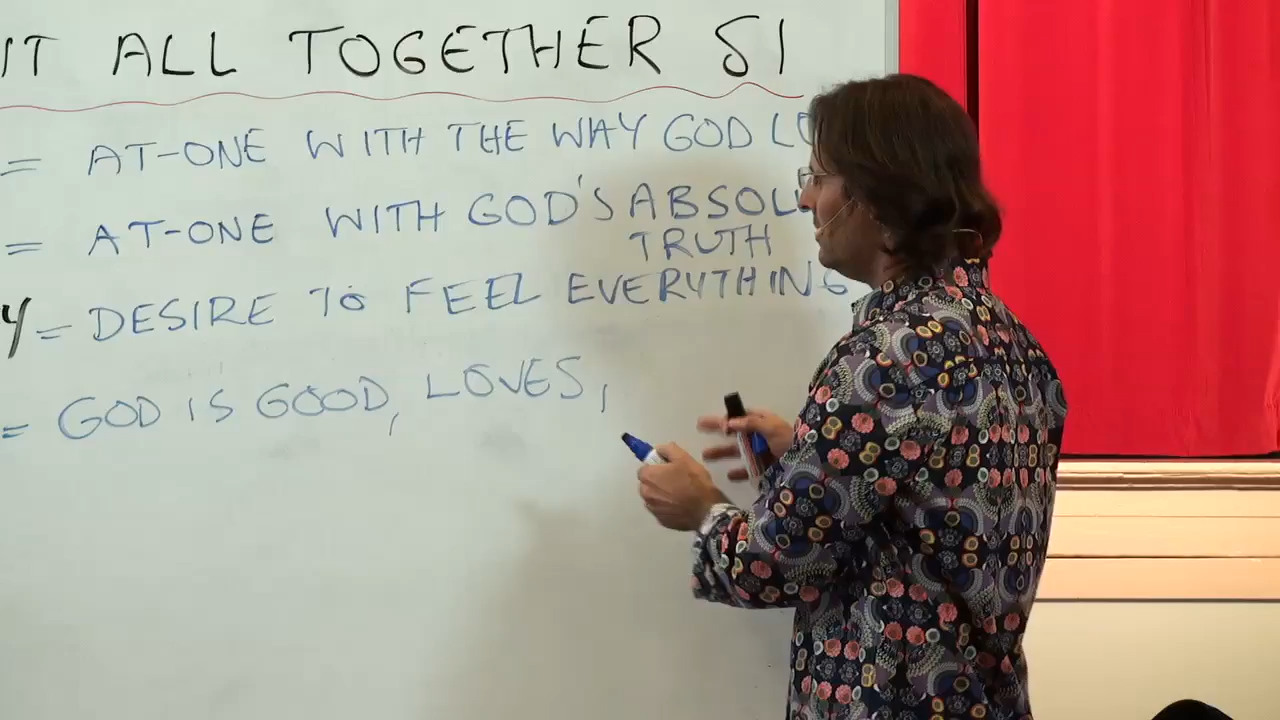 IT ALL TOGETHER S1
= AT-ONE WITH THE WAY GOD
= AT-ONE WITH GOD'S
TRUTH
Y = DESIRE TO FEEL EVERYTHING
= GOD IS GOOD, LOVES,